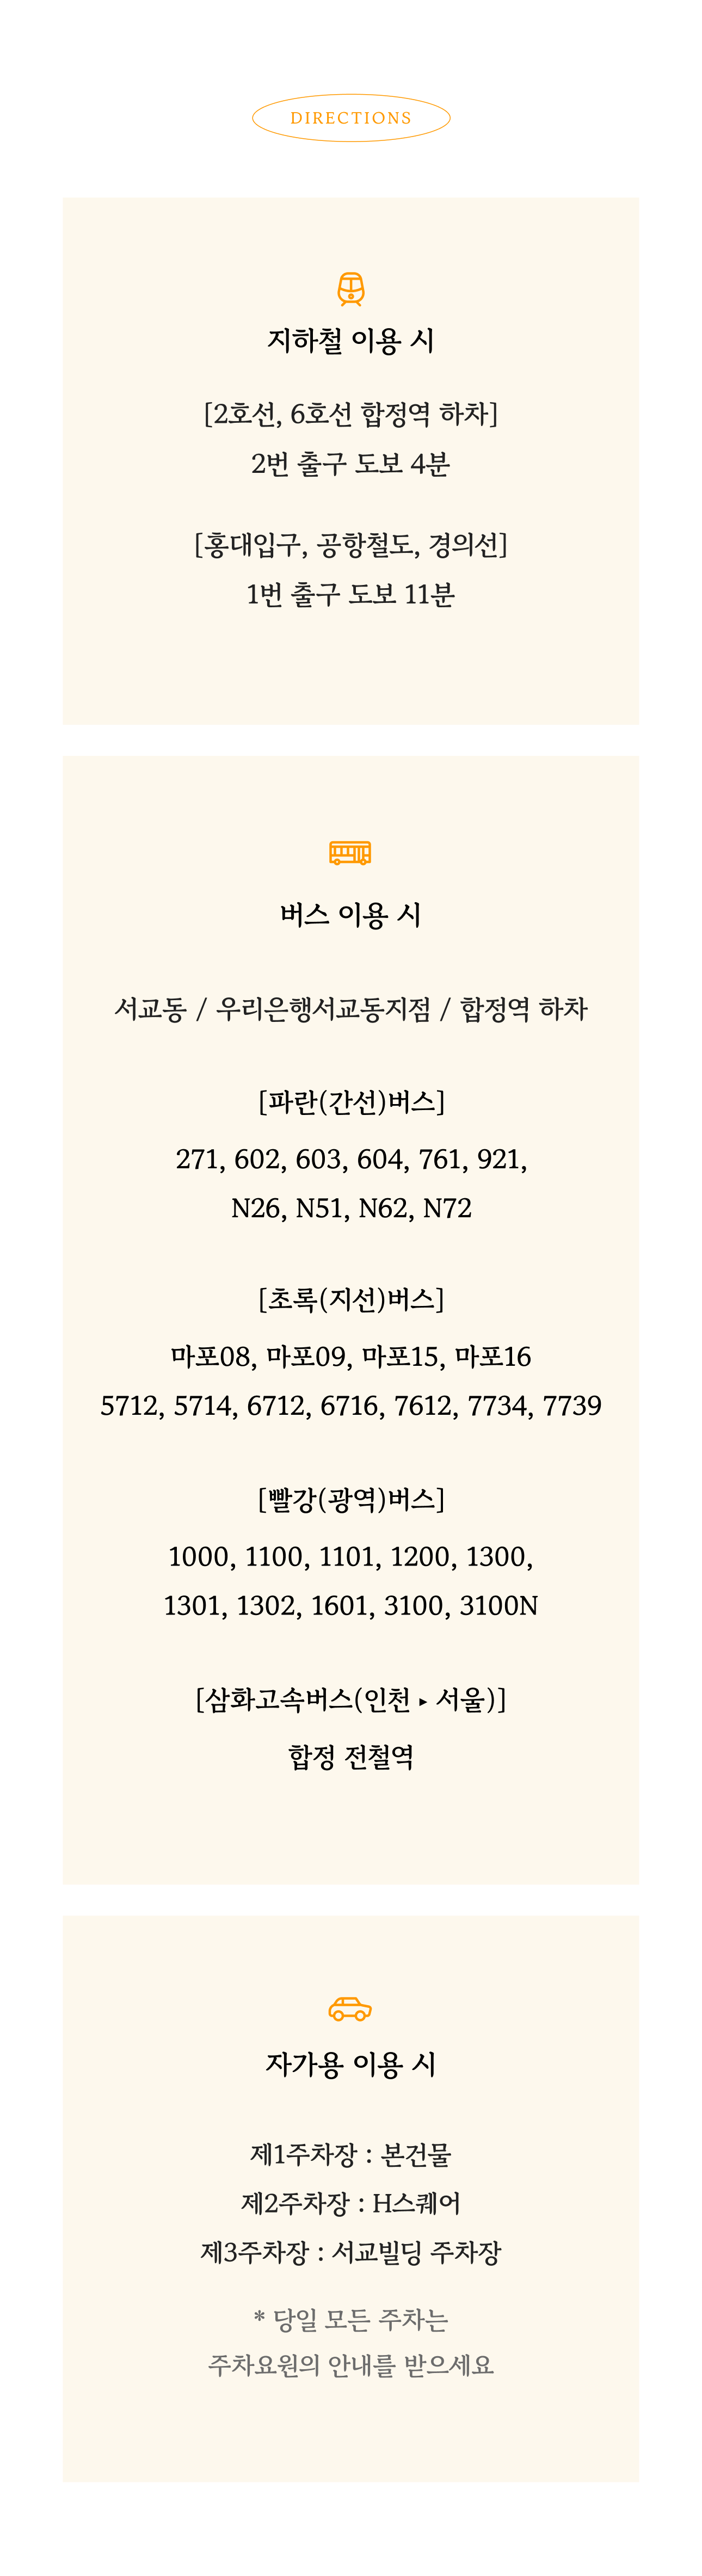 DIRECTIONS
지하철 이용 시
[2호선, 6호선 합정역 하차]
2번 출구 도보 4분
[홍대입구, 공항철도, 경의선]
1번 출구 도보 11분
버스 이용 시
서교동 / 우리은행서교동지점 / 합정역 하차
[파란(간선)버스]
271, 602, 603, 604, 761, 921,
N26, N51, N62, N72
[초록(지선)버스]
마포08, 마포09, 마포15, 마포16
5712, 5714, 6712, 6716, 7612, 7734, 7739
[빨강(광역)버스]
1000, 1100, 1101, 1200, 1300,
1301, 1302, 1601, 3100, 3100N
[삼화고속버스(인천 ▸ 서울)]
합정 전철역
자가용 이용 시
제1주차장 : 본건물
제2주차장 : H스퀘어
제3주차장 : 서교빌딩 주차장
* 당일 모든 주차는
주차요원의 안내를 받으세요